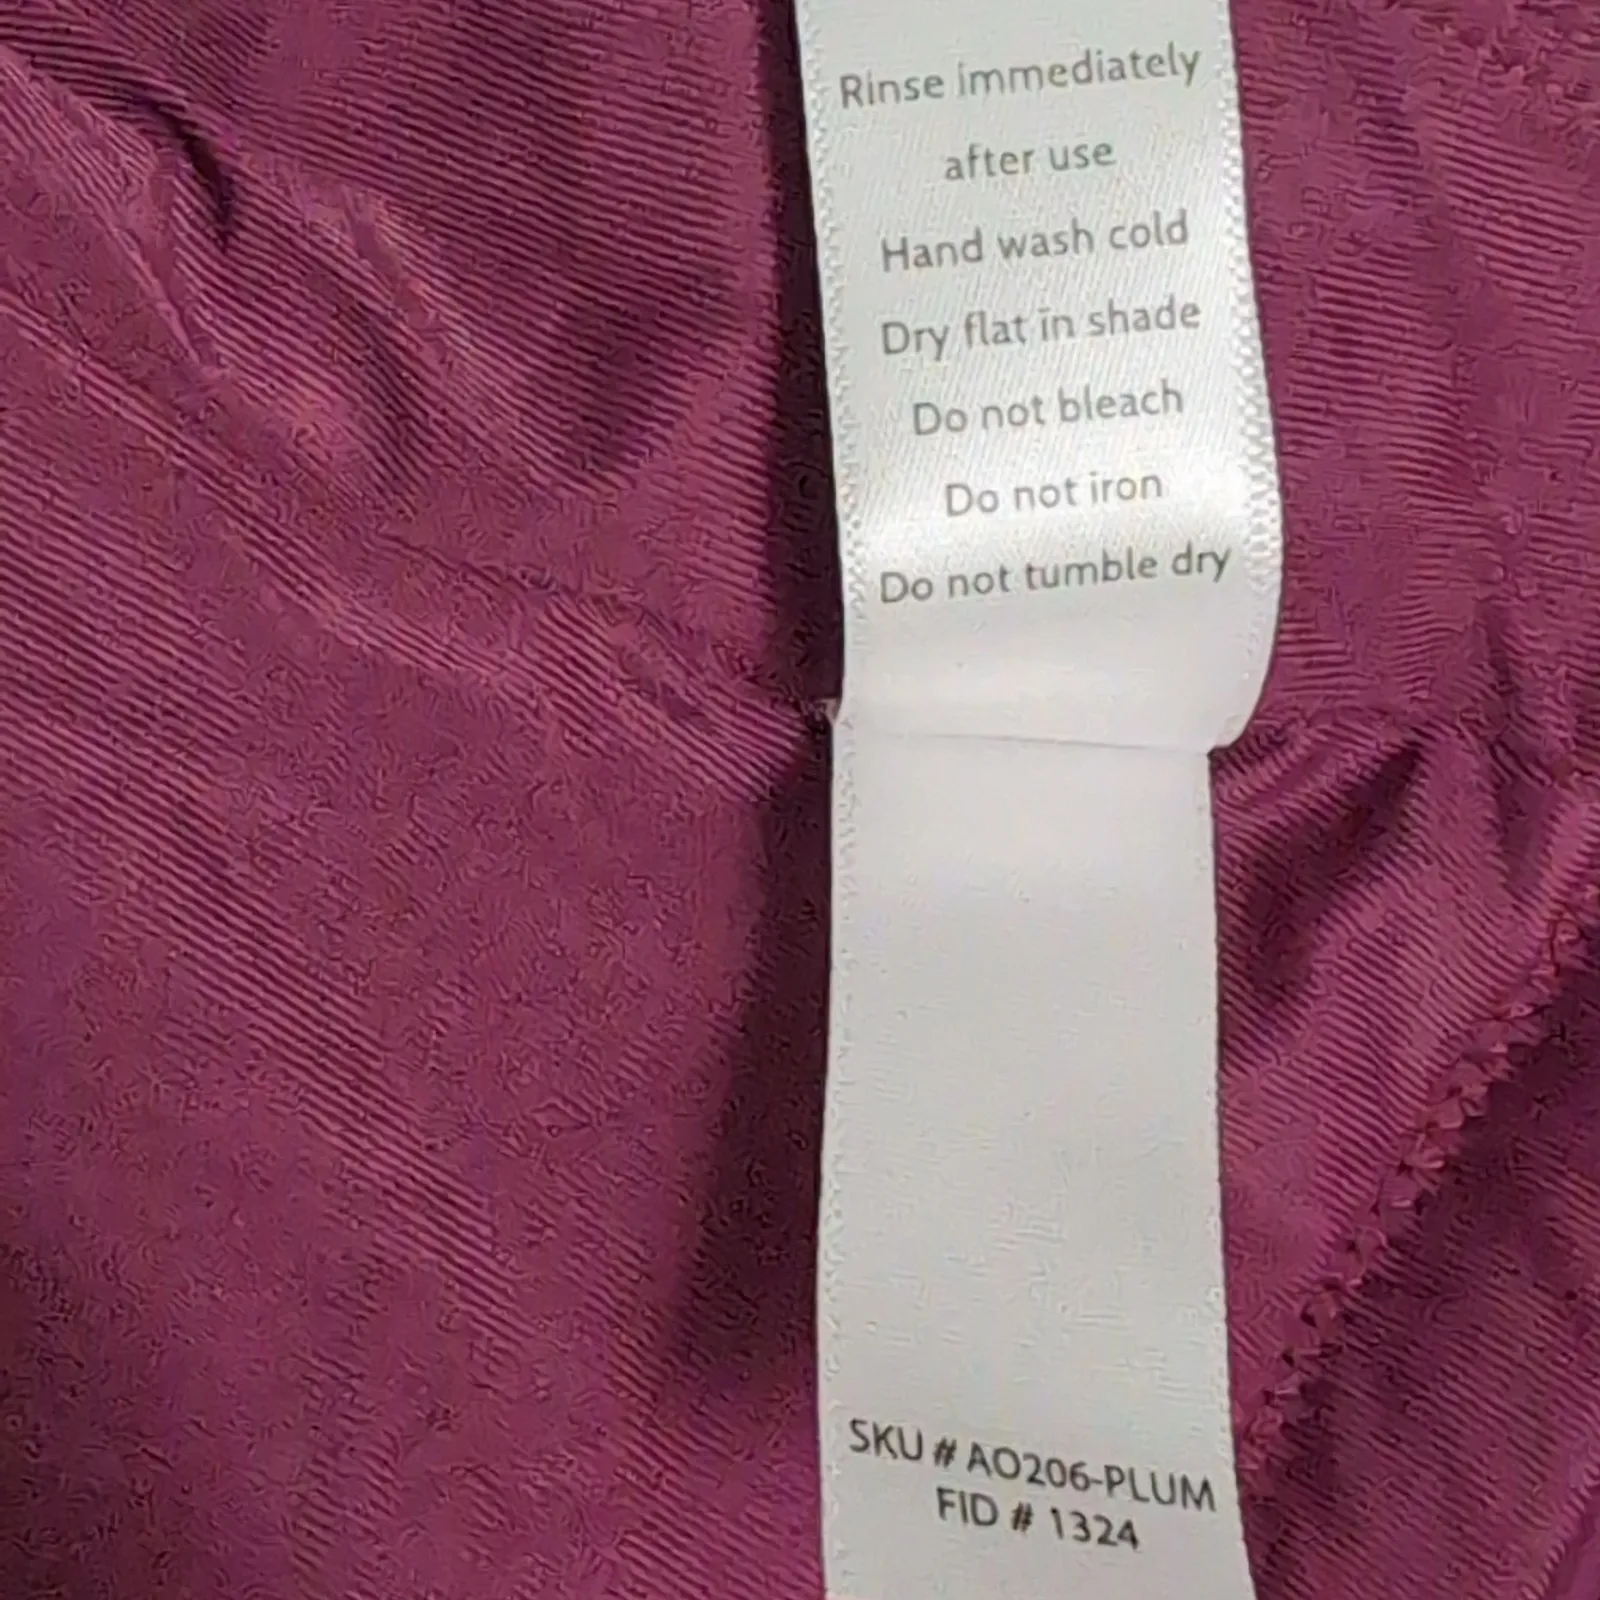 Rinse immediately
after use
Hand wash cold
Dry flat in shade
Do not bleach
Do not iron
Do not tumble dry
SKU # AO206-PLUM
FID # 1324